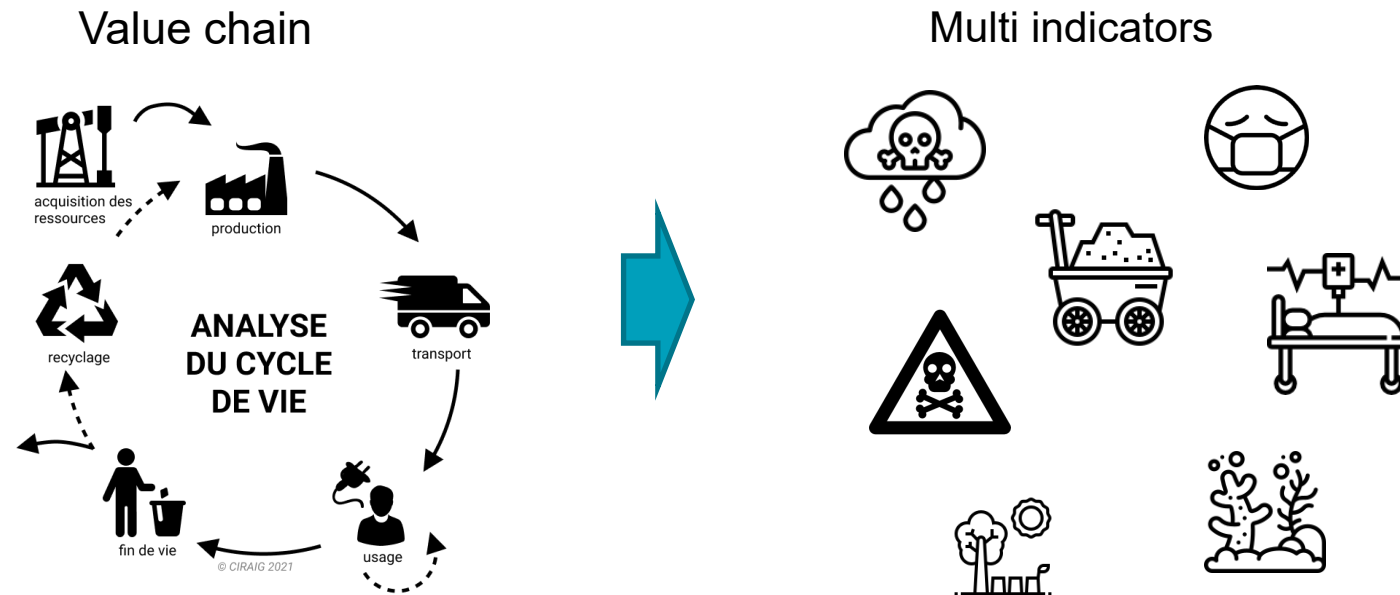 Value chain
Multi indicators
acquisition des
ressources
production
ANALYSE
DU CYCLE
DE VIE
recyclage
transport
fin de vie
usage
© CIRAIG 2021